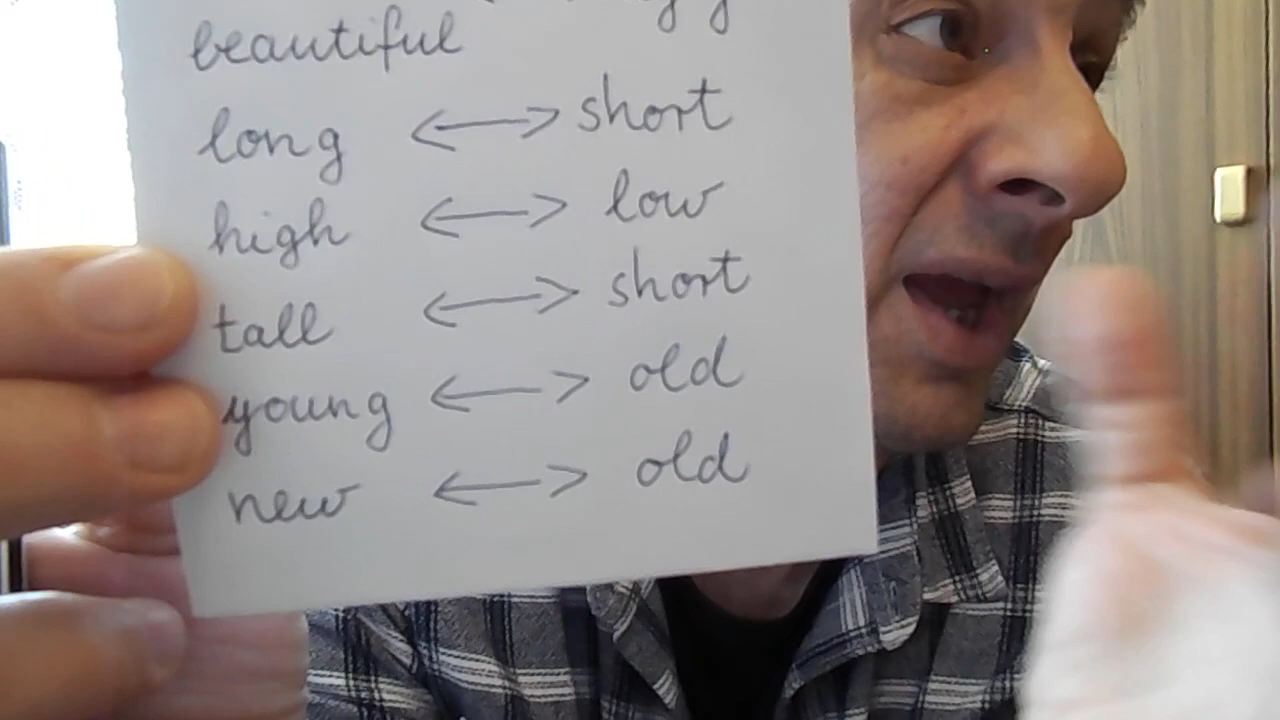 beautiful
long <--> short
high <--> low
tall <--> short
young <--> old
new <--> old